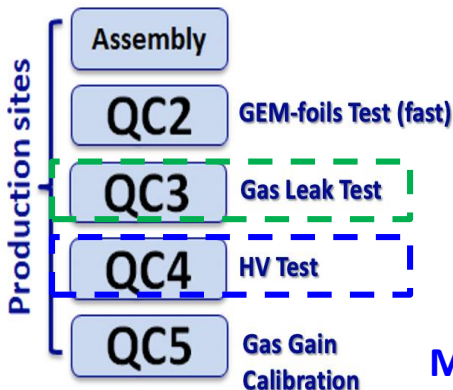 Production sites
Assembly
QC2 GEM-foils Test (fast)
QC3 Gas Leak Test
QC4 HV Test
QC5 Gas Gain
Calibration
M